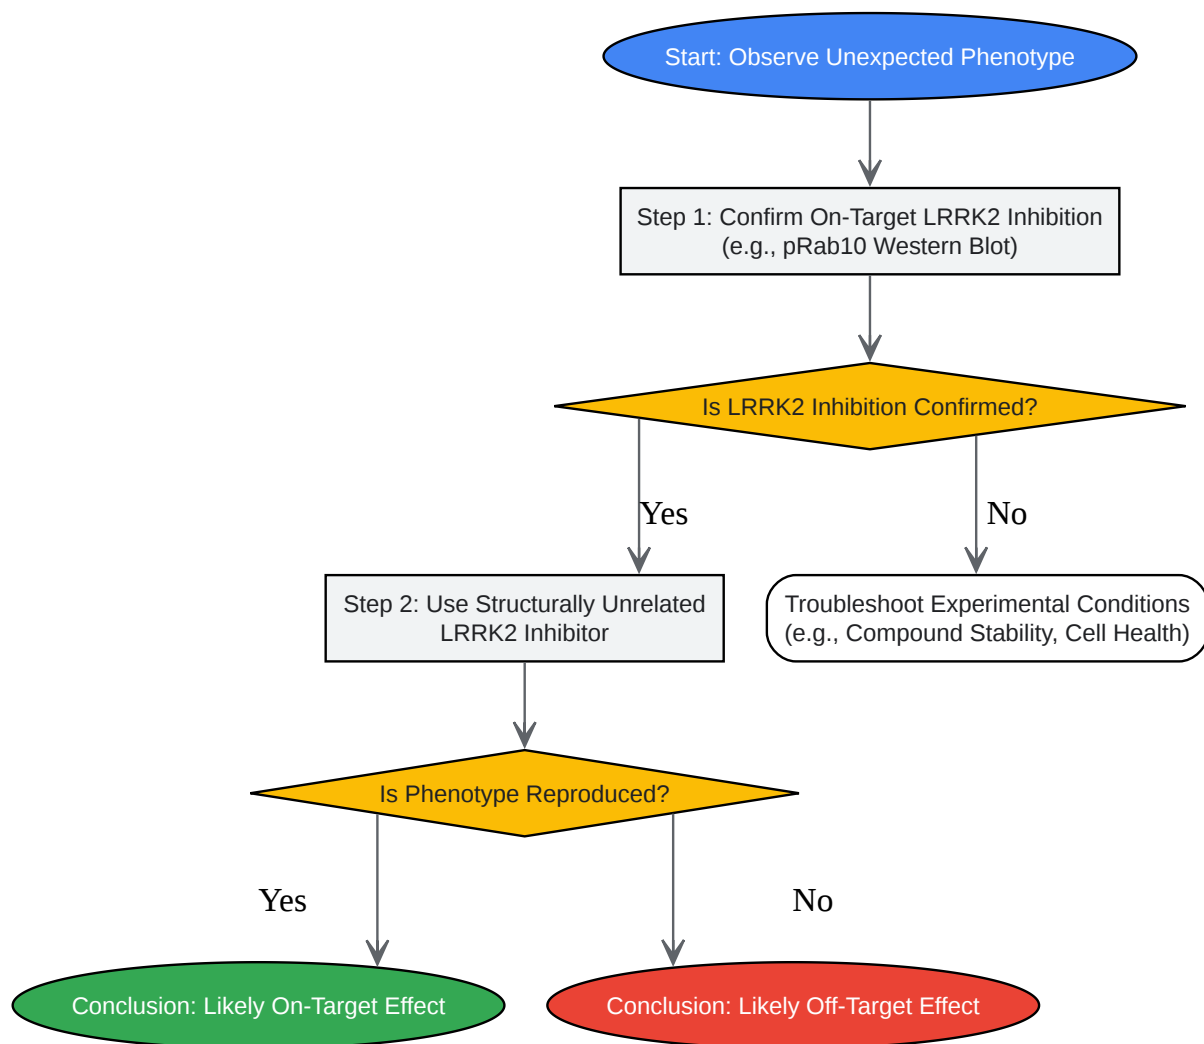 Start: Observe Unexpected Phenotype
Step 1: Confirm On-Target LRRK2 Inhibition
(e.g., pRab10 Western Blot)
Is LRRK2 Inhibition Confirmed?
Yes
No
Step 2: Use Structurally Unrelated
LRRK2 Inhibitor
Troubleshoot Experimental Conditions
(e.g., Compound Stability, Cell Health)
Is Phenotype Reproduced?
Yes
No
Conclusion: Likely On-Target Effect
Conclusion: Likely Off-Target Effect